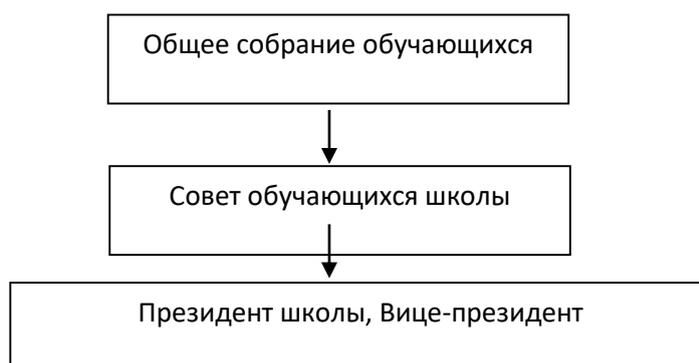 Общее собрание обучающихся
Совет обучающихся школы
Президент школы, Вице-президент